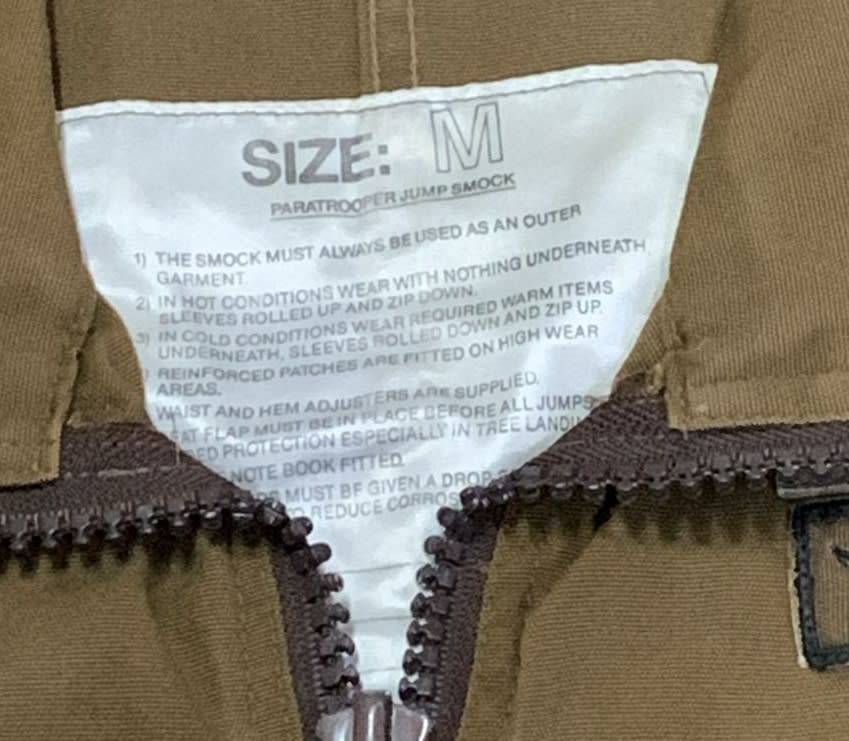 SIZE: M
PARATROOPER JUMP SMOCK
1) THE SMOCK MUST ALWAYS BE USED AS AN OUTER
GARMENT
2) IN HOT CONDITIONS WEAR WITH NOTHING UNDERNEATH
SLEEVES ROLLED UP AND ZIP DOWN.
3) IN COLD CONDITIONS WEAR REQUIRED WARM ITEMS
UNDERNEATH, SLEEVES ROLLED DOWN AND ZIP UP.
) REINFORCED PATCHES ARE FITTED ON HIGH WEAR
AREAS.
WAIST AND HEM ADJUSTERS ARE SUPPLIED.
FLAP MUST BE IN PLACE BEFORE ALL JUMPS
PROTECTION ESPECIALLY IN TREE
NOTE BOOK FITTED.
MUST BE GIVEN A DROP
REDUCE